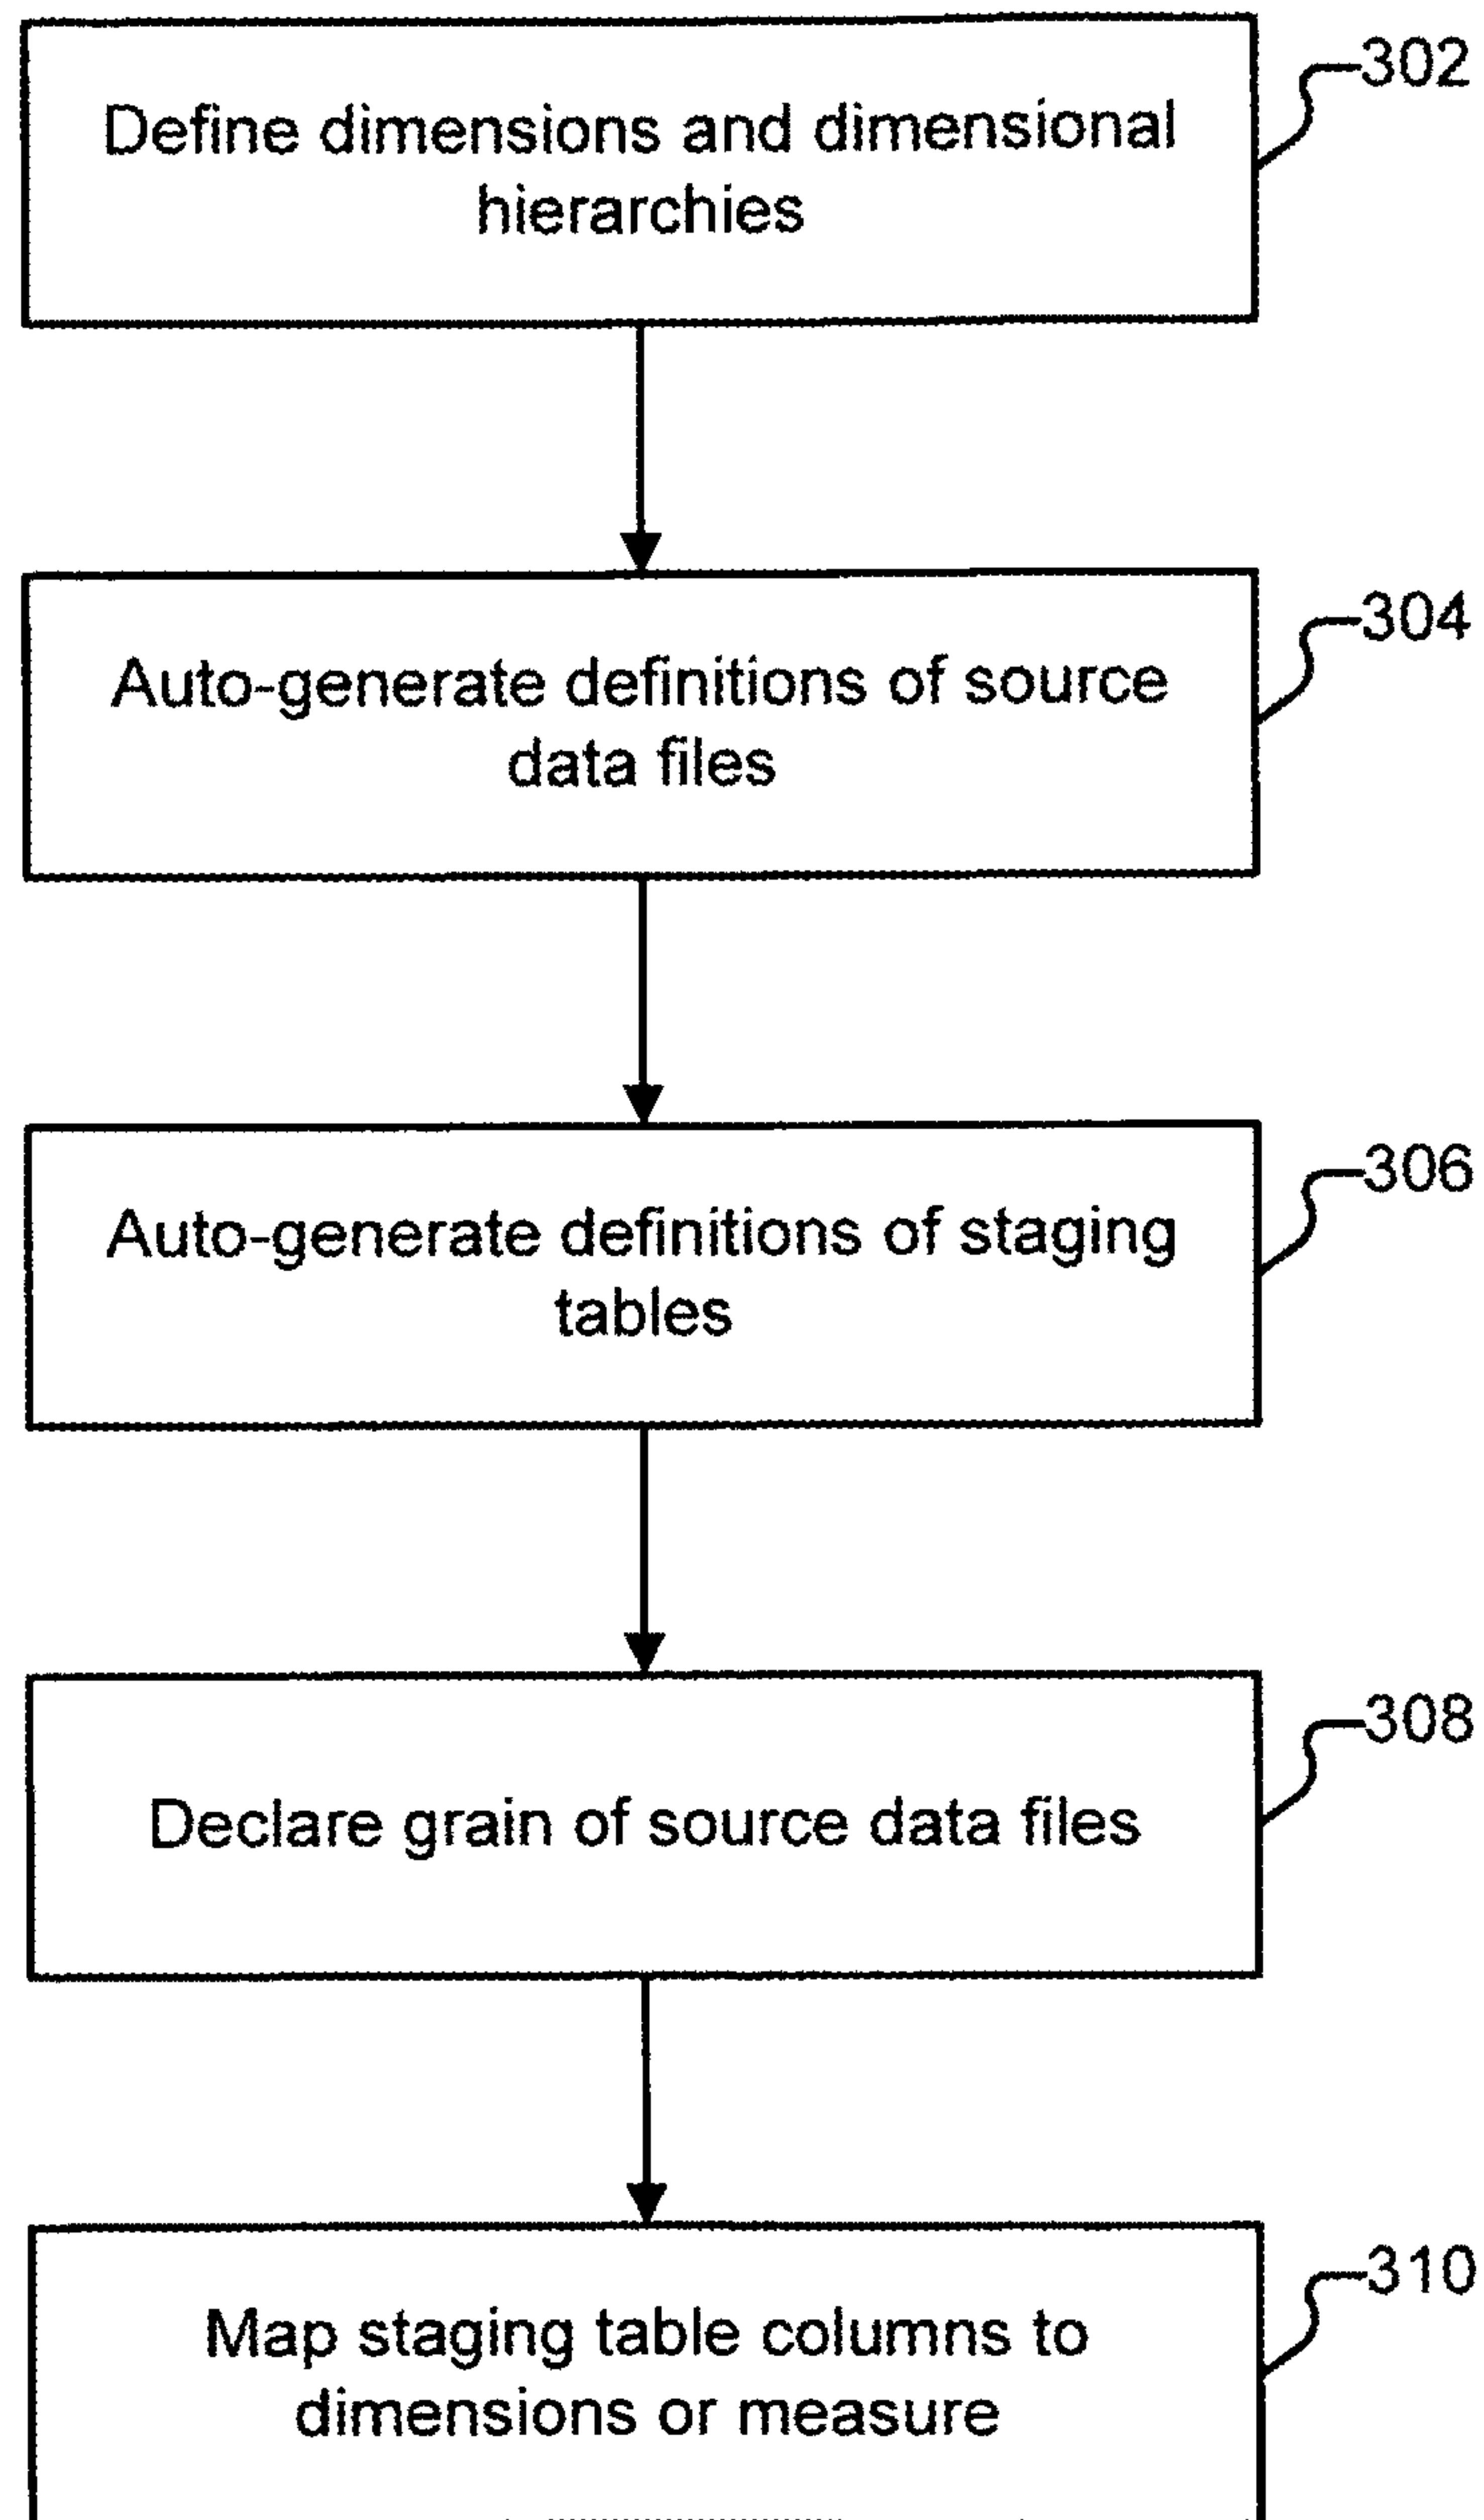 302
Define dimensions and dimensional
hierarchies
304
Auto-generate definitions of source
data files
306
Auto-generate definitions of staging
tables
308
Declare grain of source data files
310
Map staging table columns to
dimensions or measure